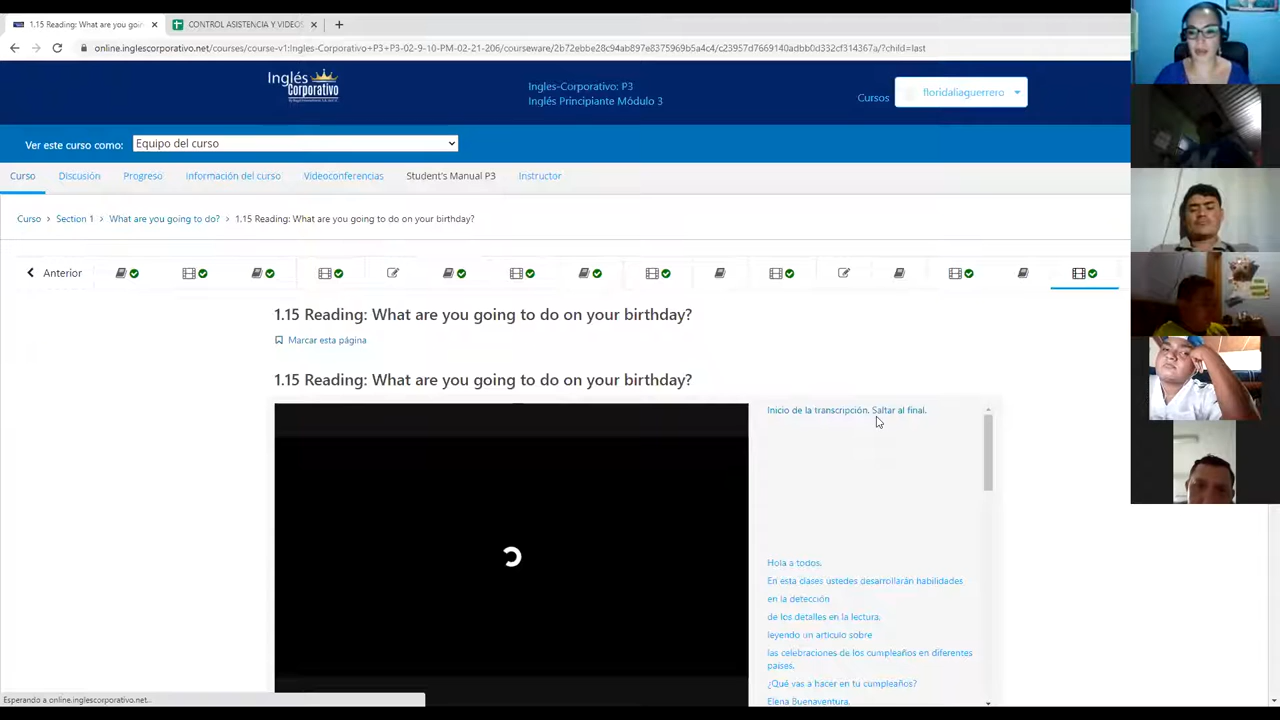 1.15 Reading: What are you goin
CONTROL ASISTENCIA Y VIDEOS
online.inglescorporativo.net/courses/course-v1:Ingles-Corporativo+P3+P3-02-9-10-PM-02-21-206/courseware/2b72ebbe28c94ab897e8375969b5a4c4/c23957d7669140adbb0d332cf314367a/?child=last
Inglés
Corporativo
Ingles-Corporativo: P3
Inglés Principiante Módulo 3
Cursos
floridaliaguerrero
Ver este curso como:
Equipo del curso
Curso
Discusión
Progreso
Información del curso
Videoconferencias
Student's Manual P3
Instructor
Curso > Section 1 > What are you going to do? > 1.15 Reading: What are you going to do on your birthday?
Anterior
1.15 Reading: What are you going to do on your birthday?
Marcar esta página
1.15 Reading: What are you going to do on your birthday?
Inicio de la transcripción. Saltar al final.
Hola a todos.
En esta clases ustedes desarrollarán habilidades
en la detección
de los detalles en la lectura,
leyendo un artículo sobre
las celebraciones de los cumpleaños en diferentes
países.
¿Qué vas a hacer en tu cumpleaños?
Elena Buenaventura,
Esperando a online.inglescorporativo.net...